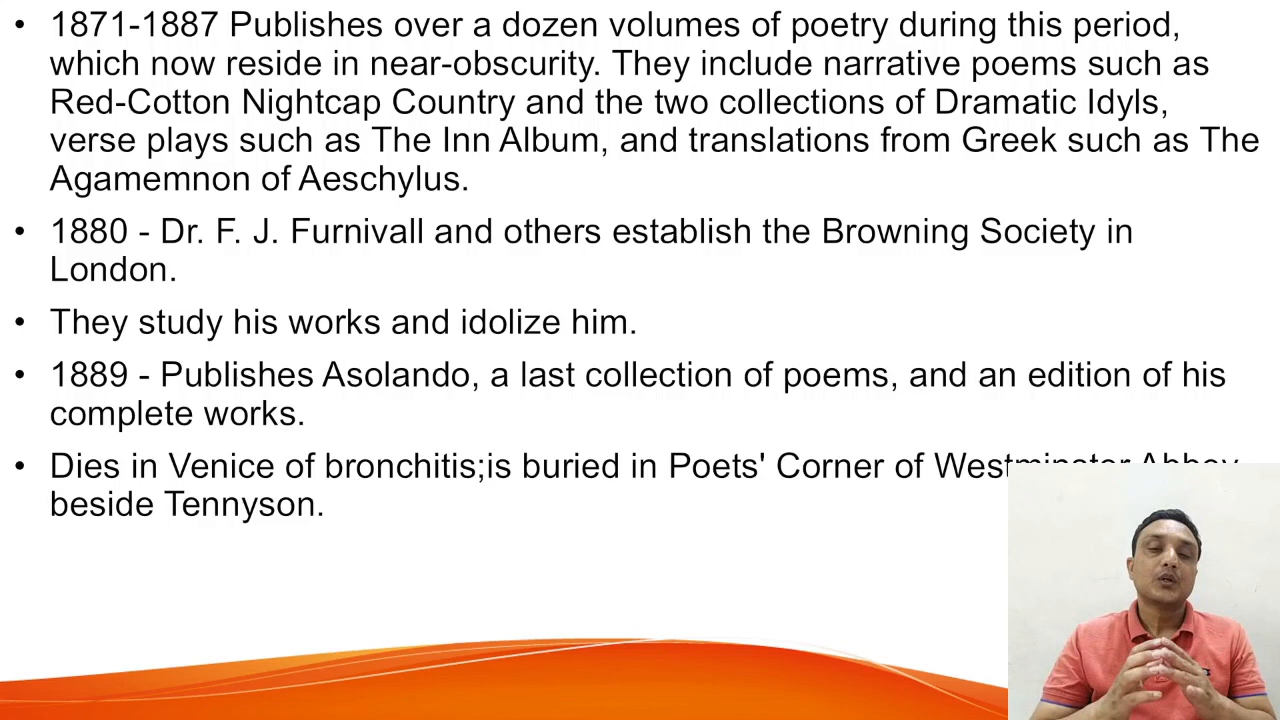 • 1871-1887 Publishes over a dozen volumes of poetry during this period,
which now reside in near-obscurity. They include narrative poems such as
Red-Cotton Nightcap Country and the two collections of Dramatic Idyls,
verse plays such as The Inn Album, and translations from Greek such as The
Agamemnon of Aeschylus.
• 1880 - Dr. F. J. Furnivall and others establish the Browning Society in
London.
• They study his works and idolize him.
• 1889 - Publishes Asolando, a last collection of poems, and an edition of his
complete works.
• Dies in Venice of bronchitis;is buried in Poets' Corner of Westminster Abbey
beside Tennyson.